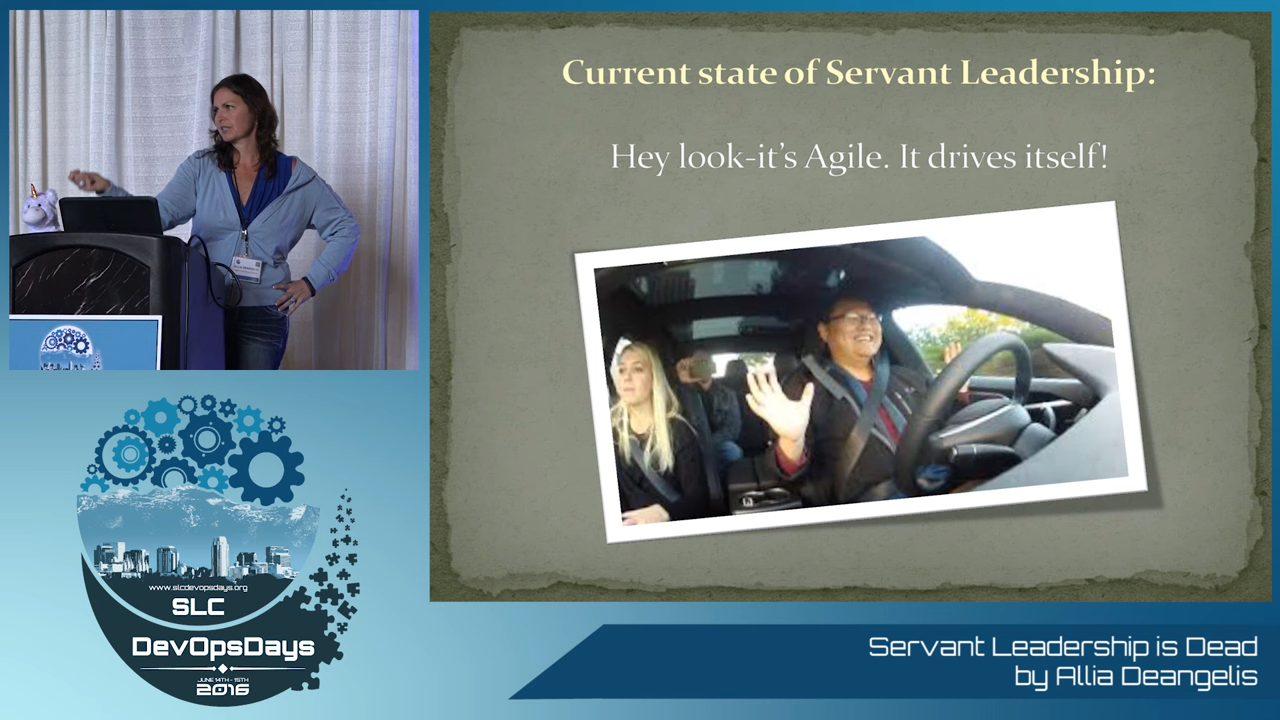 Current state of Servant Leadership:
Hey look-it's Agile. It drives itself!
www.slcdevopsdays.org
SLC
DevOpsDays
JUNE 14TH - 15TH
2016
Servant Leadership is Dead
by Allia Deangelis